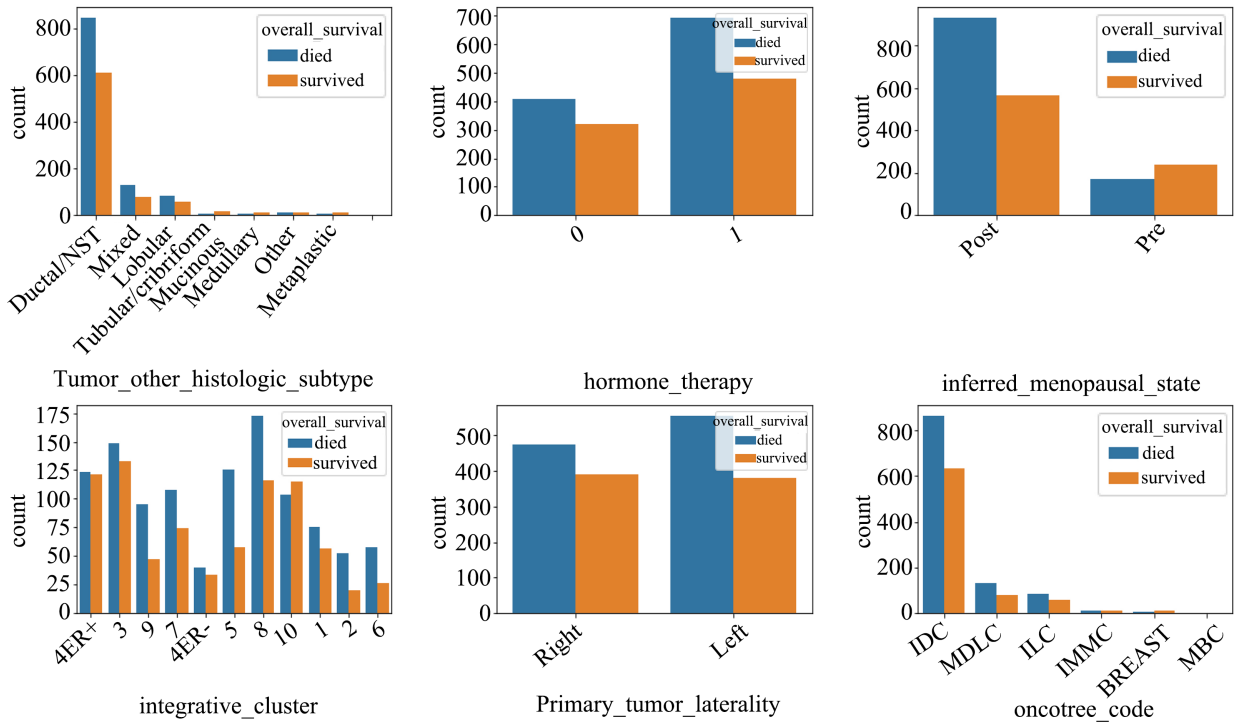 800
600
400
200
0
count
overall_survival
died
survived
Ductal/NST
Mixed
Lobular
Tubular/cribriform
Mucinous
Medullary
Other
Metaplastic
Tumor_other_histologic_subtype
700
600
500
400
300
200
100
0
count
overall_survival
died
survived
0
1
hormone_therapy
800
600
400
200
0
count
overall_survival
died
survived
Post
Pre
inferred_menopausal_state
175
150
125
100
75
50
25
0
count
overall_survival
died
survived
4ER+
3
9
7
4ER-
5
8
10
1
2
6
integrative_cluster
500
400
300
200
100
0
count
overall_survival
died
survived
Right
Left
Primary_tumor_laterality
800
600
400
200
0
count
overall_survival
died
survived
IDC
MDLC
ILC
IMMC
BREAST
MBC
oncotree_code